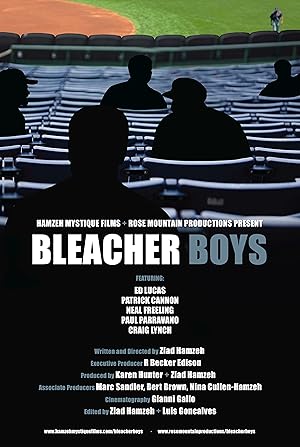 HAMZEH MYSTIQUE FILMS + ROSE MOUNTAIN PRODUCTIONS PRESENT
BLEACHER BOYS
FEATURING:
ED LUCAS
PATRICK CANNON
NEAL FREELING
PAUL PARRAVANO
CRAIG LYNCH
Written and Directed by Ziad Hamzeh
Executive Producer R Becker Edison
Produced by Karen Hunter + Ziad Hamzeh
Associate Producers Marc Sandler, Bert Brown, Nina Cullen-Hamzeh
Cinematography Gianni Gallo
Edited by Ziad Hamzeh + Luis Goncalves
www.hamzehmystiquefilms.com/bleacherboys · www.rosemountainproductions/bleacherboys